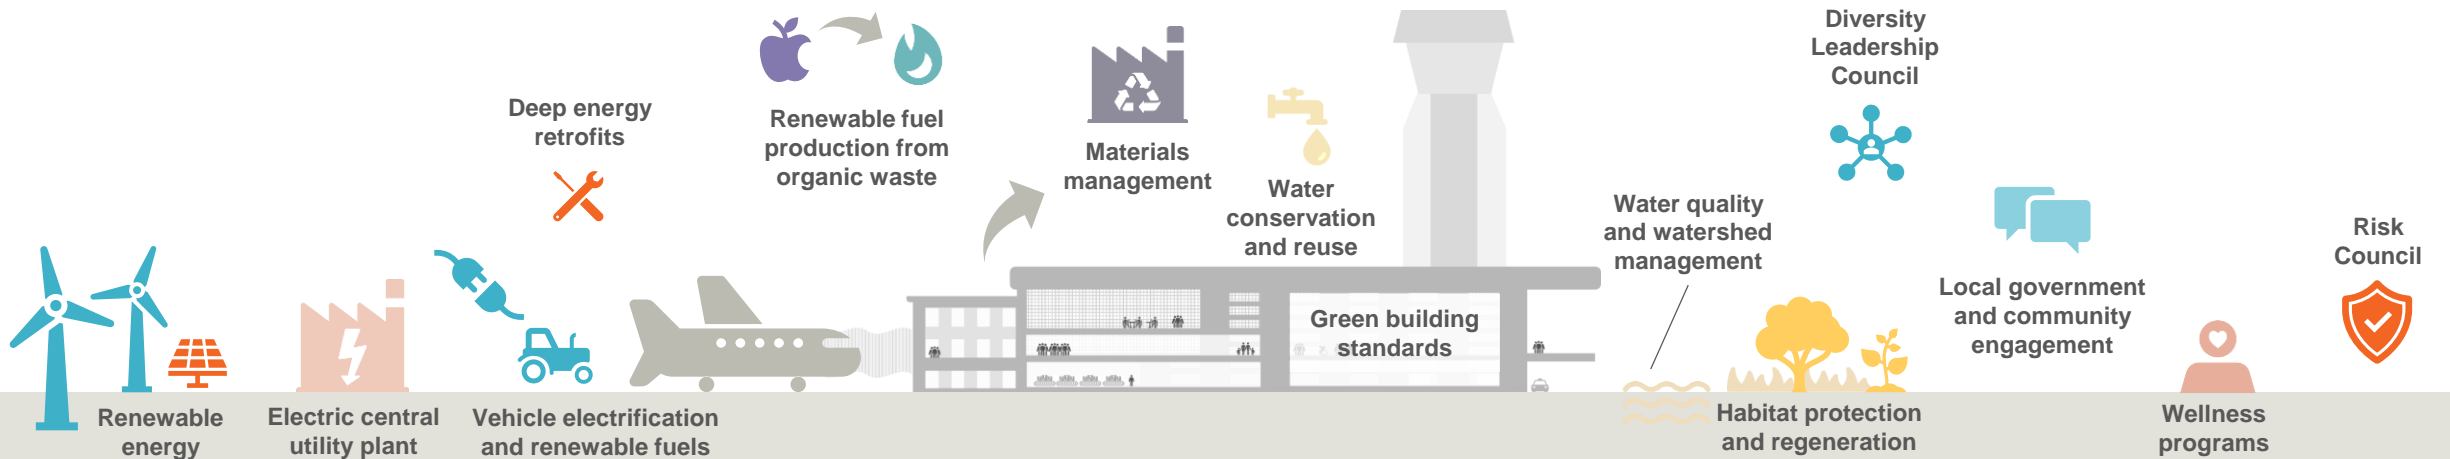 Renewable
energy
Electric central
utility plant
Deep energy
retrofits
Vehicle electrification
and renewable fuels
Renewable fuel
production from
organic waste
Materials
management
Water
conservation
and reuse
Green building
standards
Water quality
and watershed
management
Habitat protection
and regeneration
Diversity
Leadership
Council
Local government
and community
engagement
Wellness
programs
Risk
Council